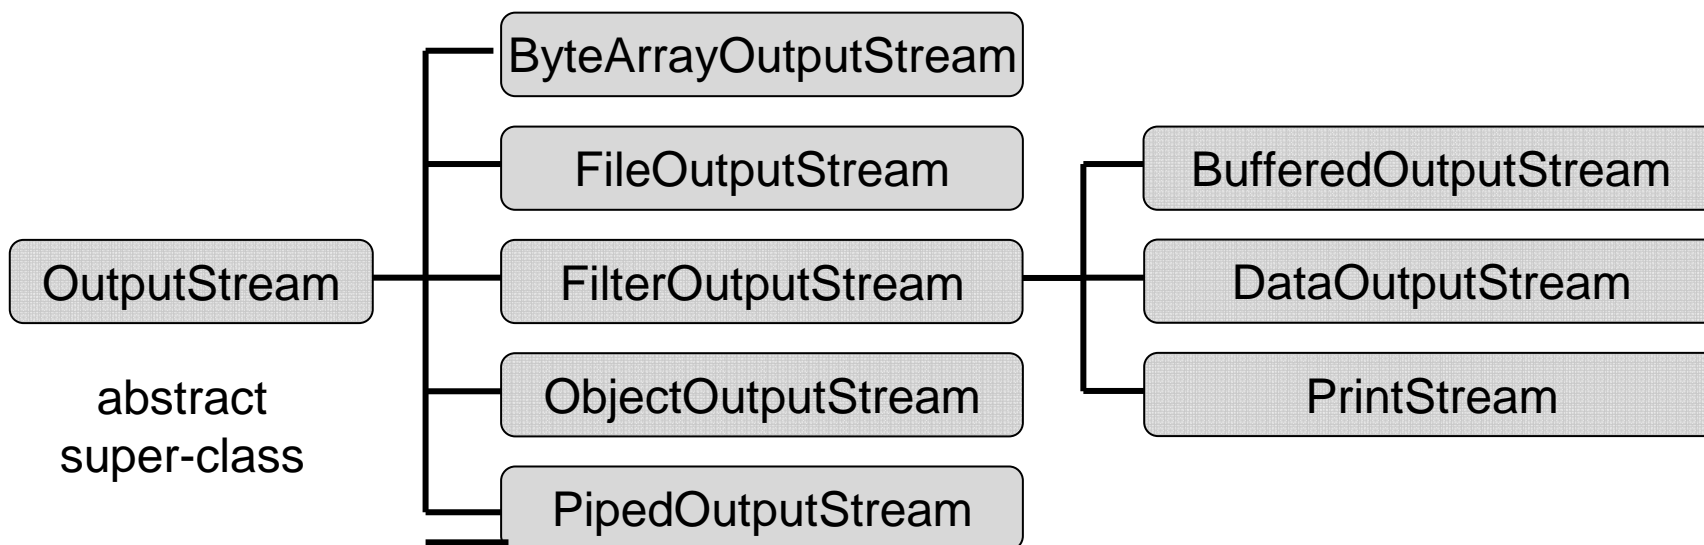 ByteArrayOutputStream
FileOutputStream
BufferedOutputStream
OutputStream
FilterOutputStream
DataOutputStream
abstract
super-class
ObjectOutputStream
PrintStream
PipedOutputStream